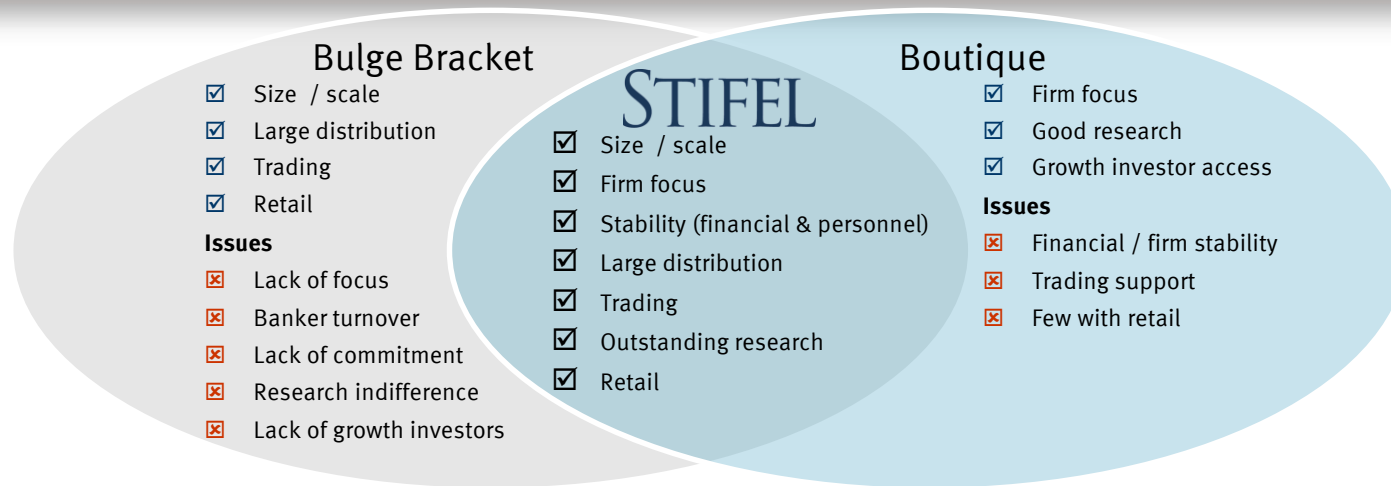 Bulge Bracket
Size / scale
Large distribution
Trading
Retail
Issues
Lack of focus
Banker turnover
Lack of commitment
Research indifference
Lack of growth investors
STIFEL
Size / scale
Firm focus
Stability (financial & personnel)
Large distribution
Trading
Outstanding research
Retail
Boutique
Firm focus
Good research
Growth investor access
Issues
Financial / firm stability
Trading support
Few with retail